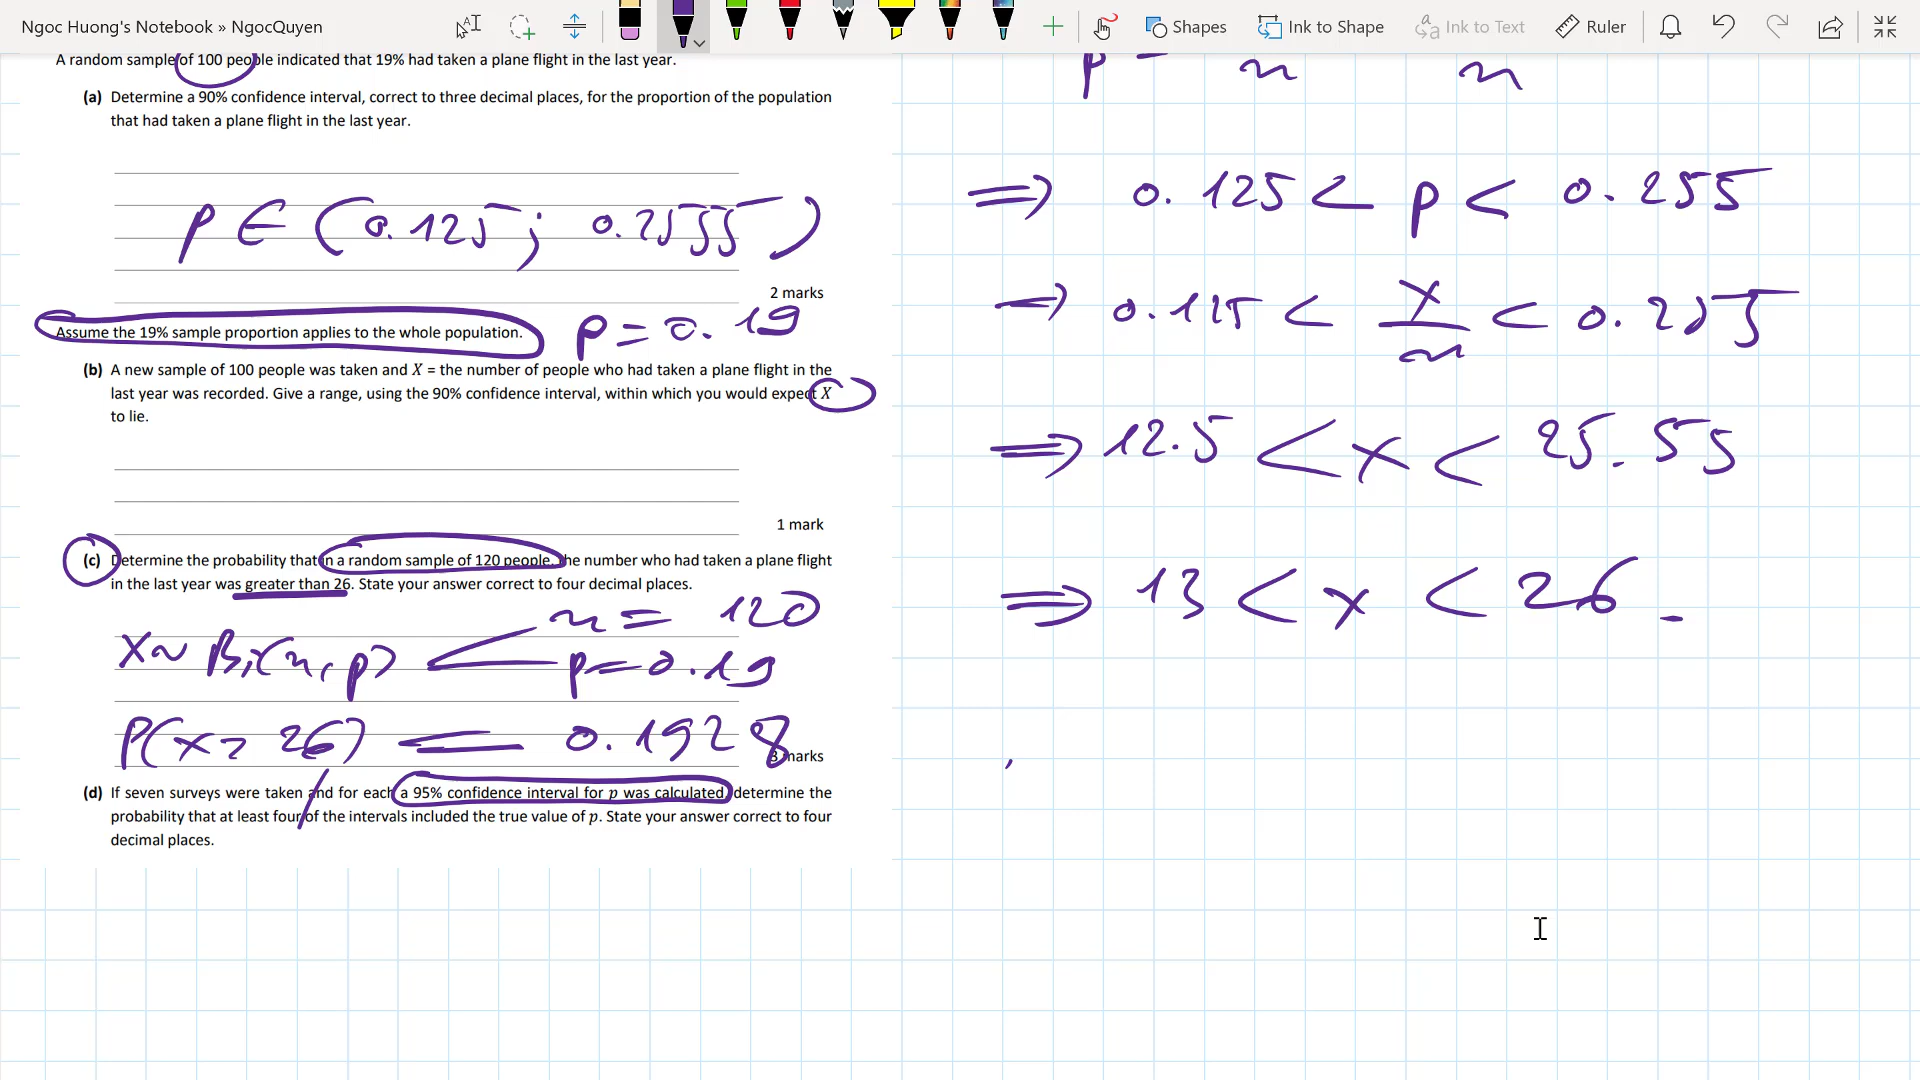 Ngoc Huong's Notebook » NgocQuyen
Shapes
Ink to Shape
Ink to Text
Ruler
A random sample of 100 people indicated that 19% had taken a plane flight in the last year.
(a) Determine a 90% confidence interval, correct to three decimal places, for the proportion of the population
that had taken a plane flight in the last year.
p ∈ (0.125; 0.2555)
2 marks
Assume the 19% sample proportion applies to the whole population.
p = 0.19
(b) A new sample of 100 people was taken and X = the number of people who had taken a plane flight in the
last year was recorded. Give a range, using the 90% confidence interval, within which you would expect X
to lie.
1 mark
(c) Determine the probability that in a random sample of 120 people, the number who had taken a plane flight
in the last year was greater than 26. State your answer correct to four decimal places.
n = 120
X ~ Bi(n, p)
p = 0.19
P(x > 26) = 0.1928
3 marks
(d) If seven surveys were taken and for each a 95% confidence interval for p was calculated, determine the
probability that at least four of the intervals included the true value of p. State your answer correct to four
decimal places.
p =
n
n
⇒ 0.125 < p < 0.255
⇒ 0.125 < x/n < 0.255
⇒ 12.5 < x < 25.55
⇒ 13 < x < 26.